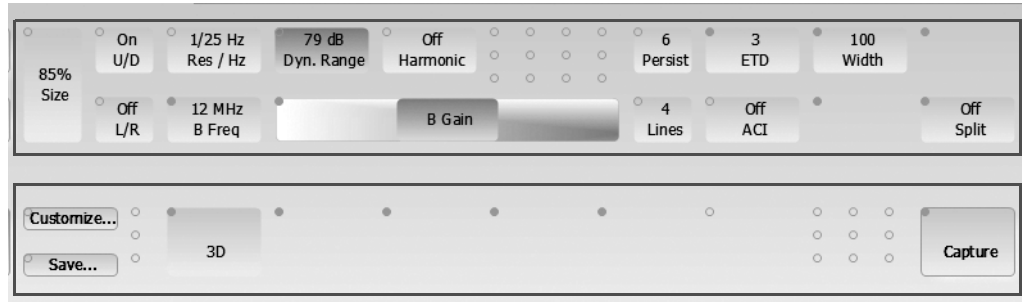 85%
Size
On
U/D
1/25 Hz
Res / Hz
79 dB
Dyn. Range
Off
Harmonic
6
Persist
3
ETD
100
Width
Off
L/R
12 MHz
B Freq
B Gain
4
Lines
Off
ACI
Off
Split
Customize...
Save...
3D
Capture